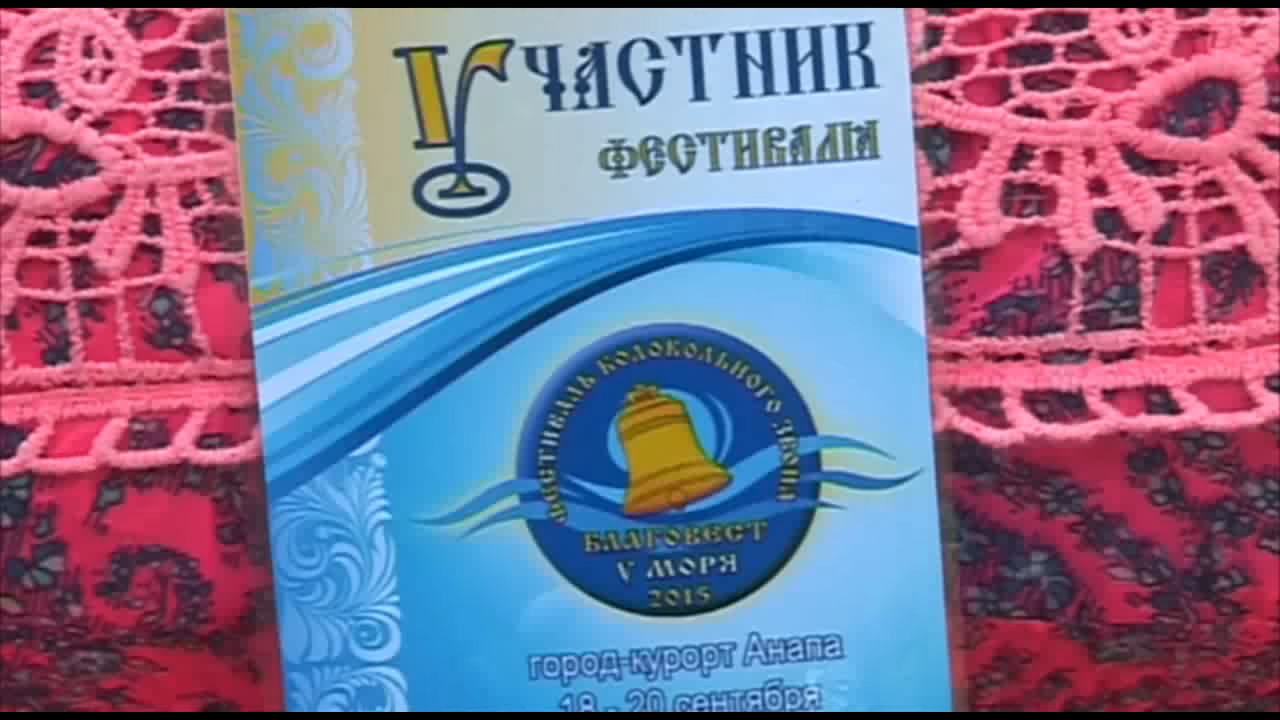 Участник
фестиваля
фестиваль колокольного звона
Благовест
у моря
2015
город-курорт Анапа
18 - 20 сентября